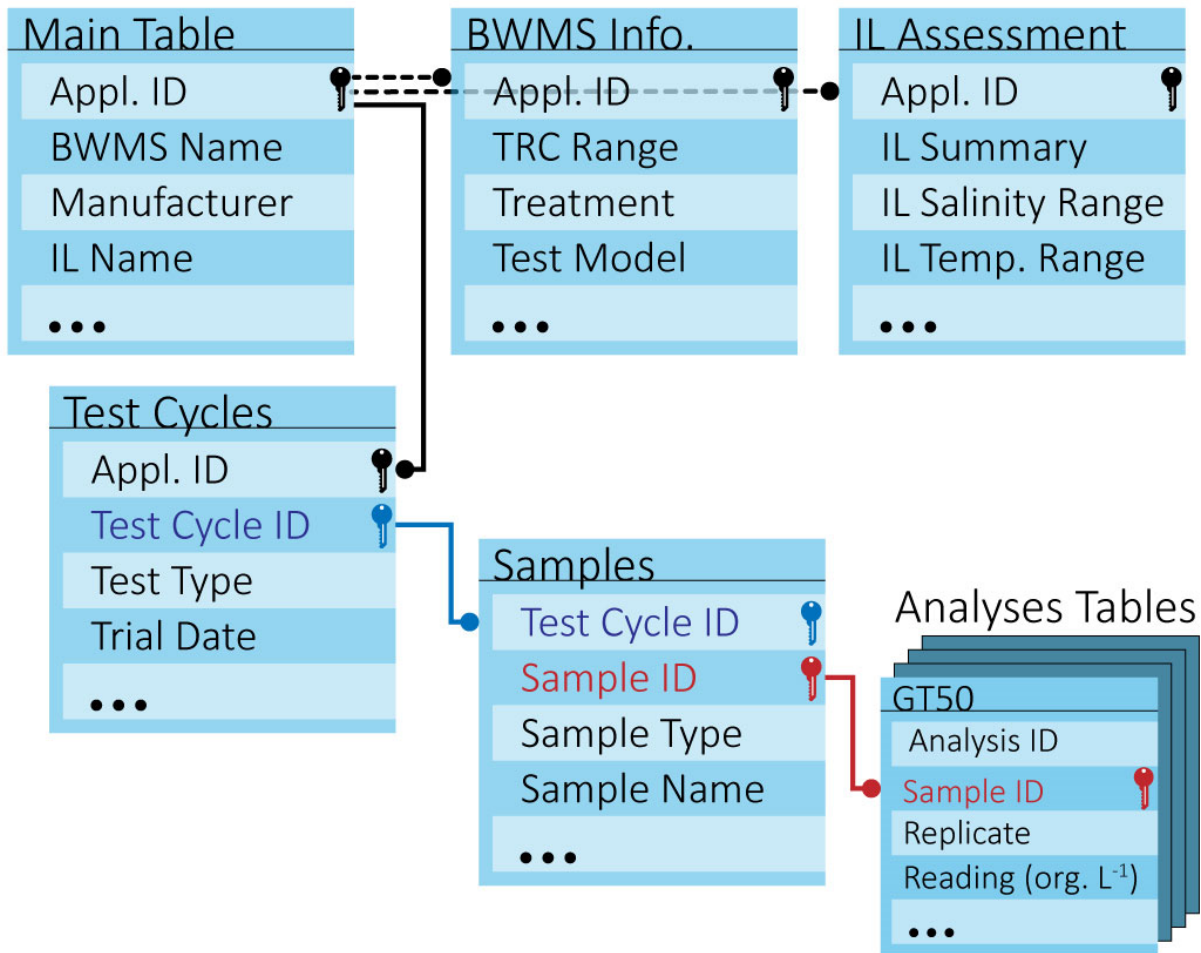 Main Table
Appl. ID
BWMS Name
Manufacturer
IL Name
...
BWMS Info.
Appl. ID
TRC Range
Treatment
Test Model
...
IL Assessment
Appl. ID
IL Summary
IL Salinity Range
IL Temp. Range
...
Test Cycles
Appl. ID
Test Cycle ID
Test Type
Trial Date
...
Samples
Test Cycle ID
Sample ID
Sample Type
Sample Name
...
Analyses Tables
GT50
Analysis ID
Sample ID
Replicate
Reading (org. L⁻¹)
...